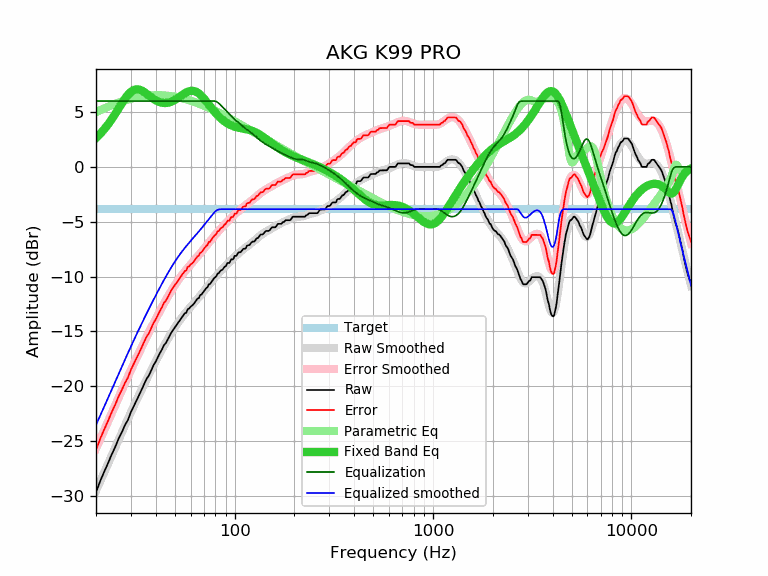 AKG K99 PRO
Amplitude (dBr)
5
0
−5
−10
−15
−20
−25
−30
Target
Raw Smoothed
Error Smoothed
Raw
Error
Parametric Eq
Fixed Band Eq
Equalization
Equalized smoothed
100
1000
10000
Frequency (Hz)